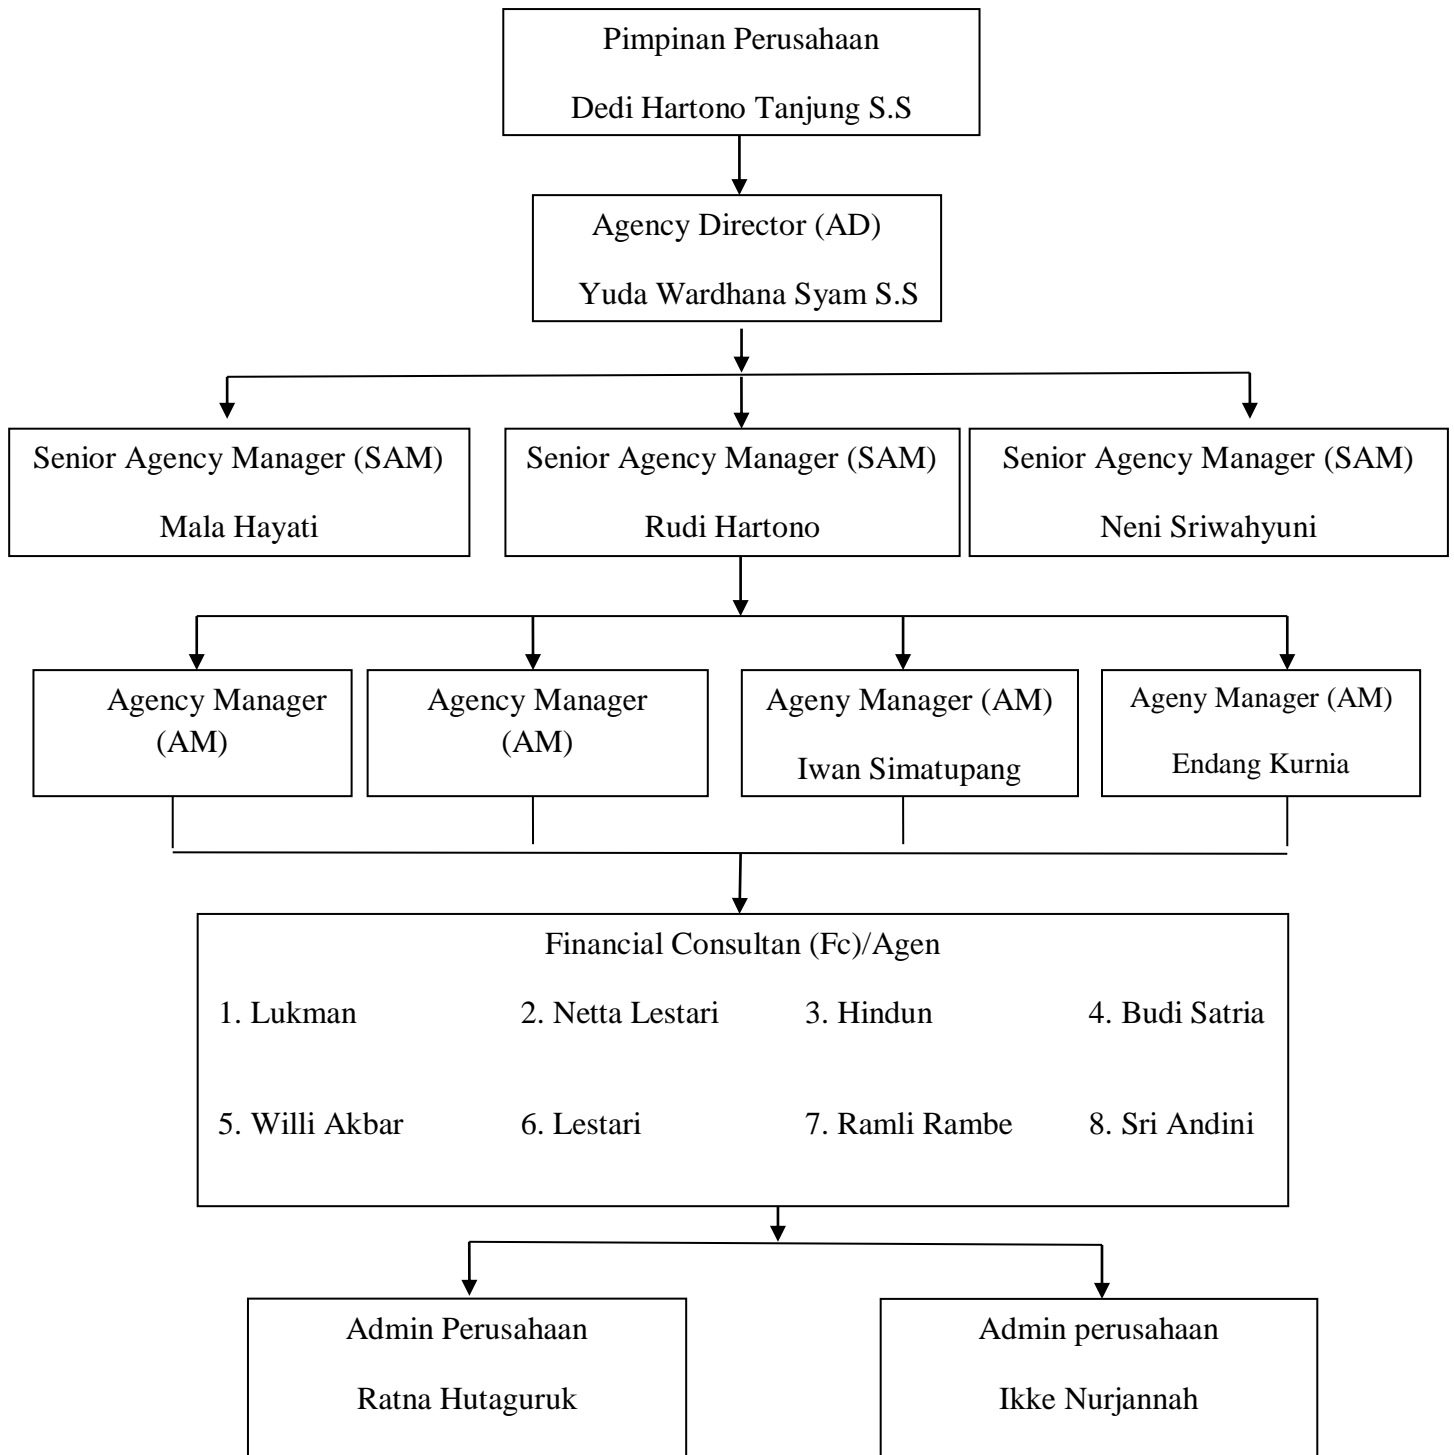 Pimpinan Perusahaan
Dedi Hartono Tanjung S.S
Agency Director (AD)
Yuda Wardhana Syam S.S
Senior Agency Manager (SAM)
Mala Hayati
Senior Agency Manager (SAM)
Rudi Hartono
Senior Agency Manager (SAM)
Neni Sriwahyuni
Agency Manager
(AM)
Agency Manager
(AM)
Ageny Manager (AM)
Iwan Simatupang
Ageny Manager (AM)
Endang Kurnia
Financial Consultan (Fc)/Agen
1. Lukman 2. Netta Lestari 3. Hindun 4. Budi Satria
5. Willi Akbar 6. Lestari 7. Ramli Rambe 8. Sri Andini
Admin Perusahaan
Ratna Hutaguruk
Admin perusahaan
Ikke Nurjannah